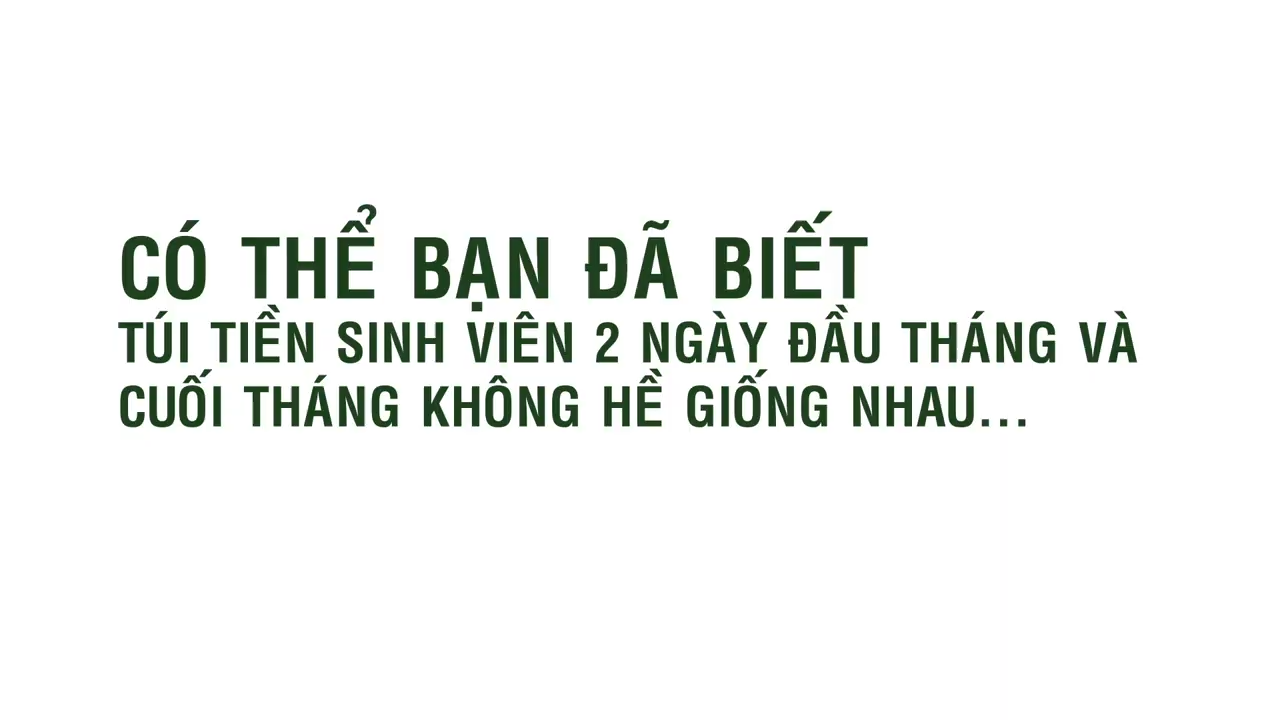 CÓ THỂ BẠN ĐÃ BIẾT
TÚI TIỀN SINH VIÊN 2 NGÀY ĐẦU THÁNG VÀ
CUỐI THÁNG KHÔNG HỀ GIỐNG NHAU...